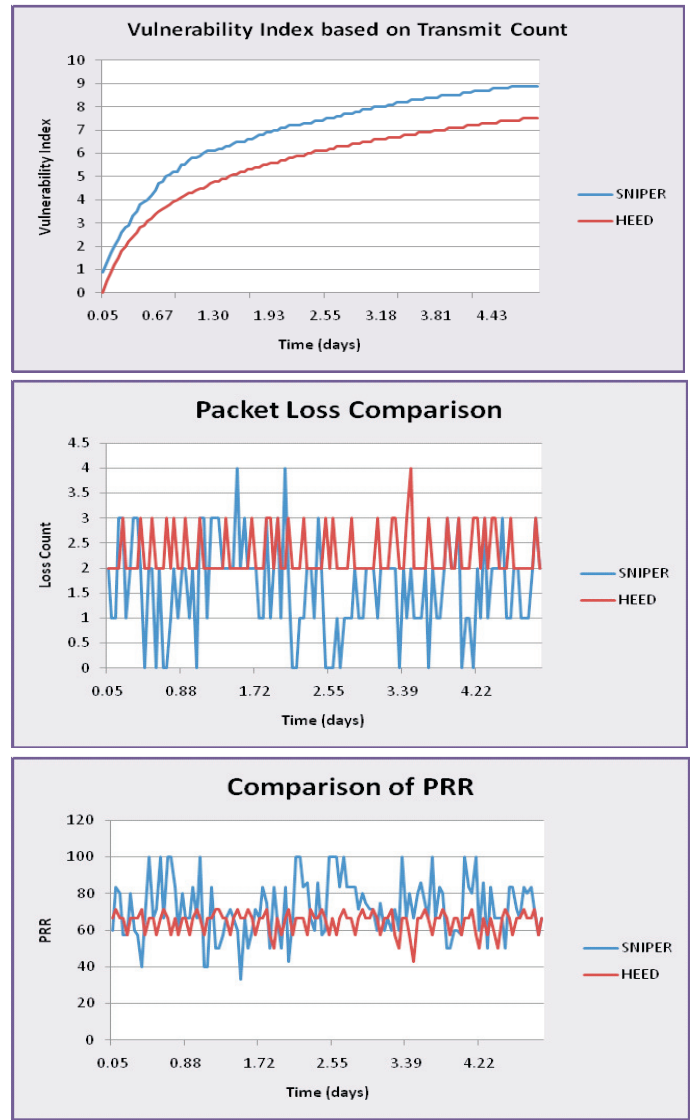 Vulnerability Index based on Transmit Count
10
9
8
7
6
5
4
3
2
1
0
Vulnerability Index
0.05 0.67 1.30 1.93 2.55 3.18 3.81 4.43
Time (days)
SNIPER
HEED
Packet Loss Comparison
4.5
4
3.5
3
2.5
2
1.5
1
0.5
0
Loss Count
0.05 0.88 1.72 2.55 3.39 4.22
Time (days)
SNIPER
HEED
Comparison of PRR
120
100
80
60
40
20
0
PRR
0.05 0.88 1.72 2.55 3.39 4.22
Time (days)
SNIPER
HEED